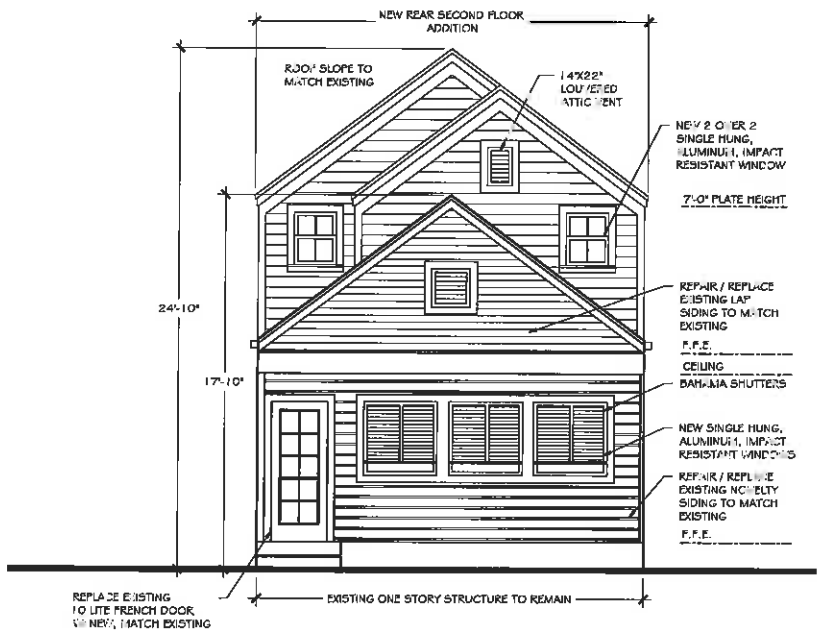 NEW REAR SECOND FLOOR
ADDITION
ROOF SLOPE TO
MATCH EXISTING
14"X22"
LOUVERED
ATTIC VENT
NEW 2 OVER 2
SINGLE HUNG,
ALUMINUM, IMPACT
RESISTANT WINDOW
7'-0" PLATE HEIGHT
24'-10"
REPAIR / REPLACE
EXISTING LAP
SIDING TO MATCH
EXISTING
F.F.E.
CEILING
17'-10"
BAHAMA SHUTTERS
NEW SINGLE HUNG,
ALUMINUM, IMPACT
RESISTANT WINDOWS
REPAIR / REPLACE
EXISTING NOVELTY
SIDING TO MATCH
EXISTING
F.F.E.
REPLACE EXISTING
10 LITE FRENCH DOOR
W/ NEW, MATCH EXISTING
EXISTING ONE STORY STRUCTURE TO REMAIN